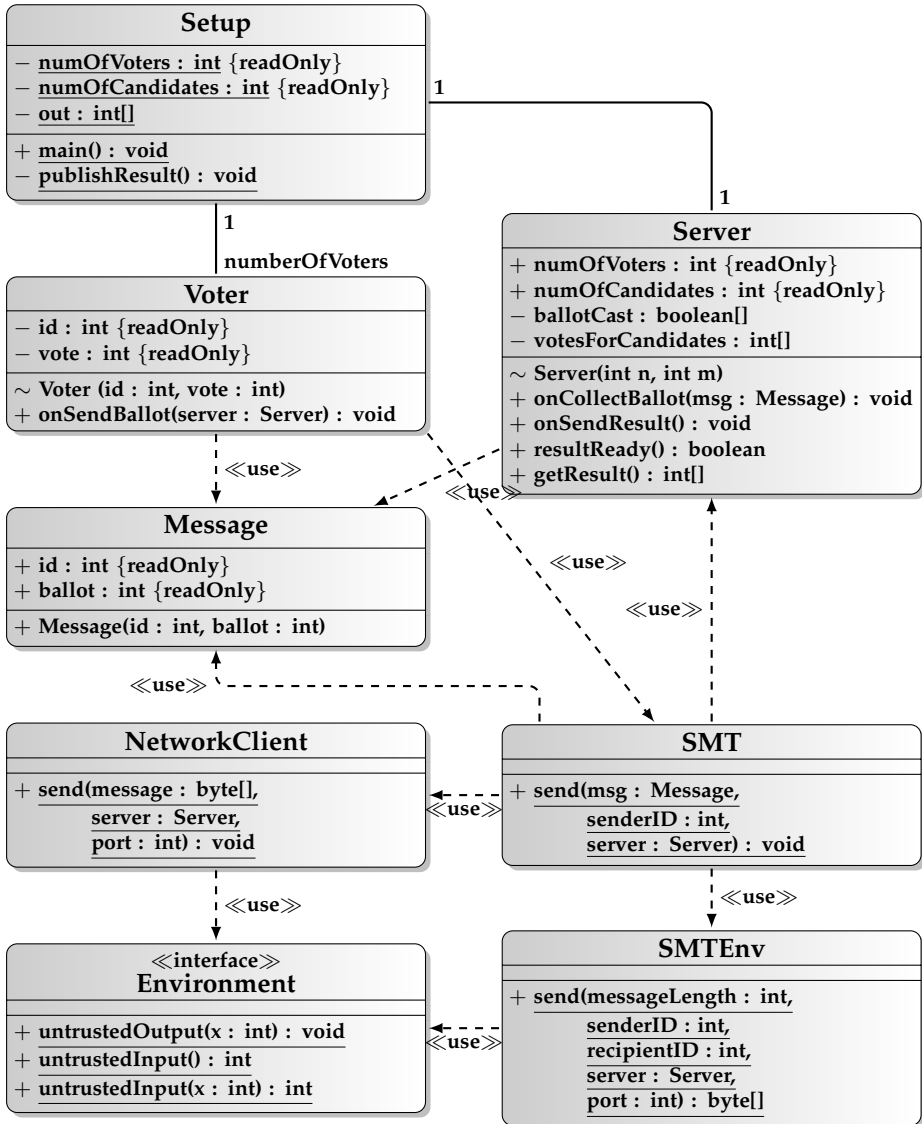 Setup
− numOfVoters : int {readOnly}
− numOfCandidates : int {readOnly}
− out : int[]
+ main() : void
− publishResult() : void
1
1
1
numberOfVoters
Server
+ numOfVoters : int {readOnly}
+ numOfCandidates : int {readOnly}
− ballotCast : boolean[]
− votesForCandidates : int[]
∼ Server(int n, int m)
+ onCollectBallot(msg : Message) : void
+ onSendResult() : void
+ resultReady() : boolean
+ getResult() : int[]
Voter
− id : int {readOnly}
− vote : int {readOnly}
∼ Voter (id : int, vote : int)
+ onSendBallot(server : Server) : void
≪use≫
≪use≫
≪use≫
≪use≫
Message
+ id : int {readOnly}
+ ballot : int {readOnly}
+ Message(id : int, ballot : int)
≪use≫
NetworkClient
+ send(message : byte[],
server : Server,
port : int) : void
≪use≫
SMT
+ send(msg : Message,
senderID : int,
server : Server) : void
≪use≫
≪use≫
≪interface≫
Environment
+ untrustedOutput(x : int) : void
+ untrustedInput() : int
+ untrustedInput(x : int) : int
≪use≫
SMTEnv
+ send(messageLength : int,
senderID : int,
recipientID : int,
server : Server,
port : int) : byte[]